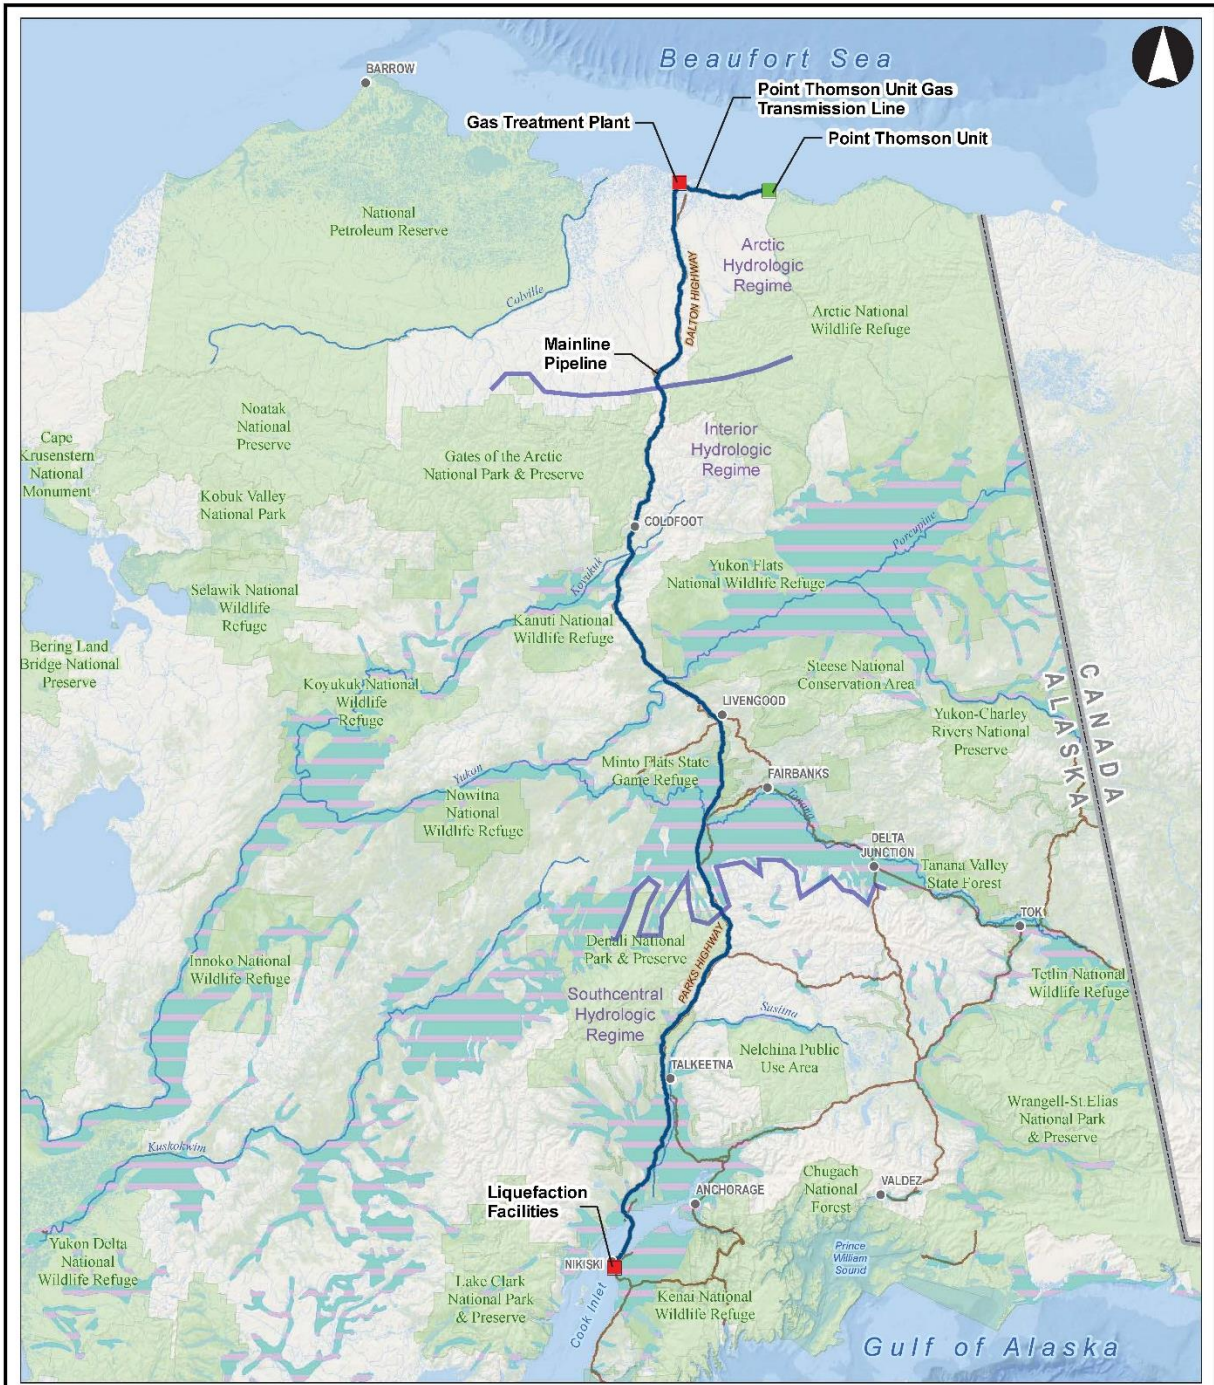 Beaufort Sea
BARROW
Point Thomson Unit Gas
Transmission Line
Gas Treatment Plant
Point Thomson Unit
National
Petroleum Reserve
Arctic
Hydrologic
Regime
Colville
DALTON HIGHWAY
Arctic National
Wildlife Refuge
Mainline
Pipeline
Noatak
National
Preserve
Interior
Hydrologic
Regime
Cape
Krusenstern
National
Monument
Gates of the Arctic
National Park & Preserve
Kobuk Valley
National Park
COLDFOOT
Porcupine
Koyukuk
Yukon Flats
National Wildlife Refuge
Selawik National
Wildlife
Refuge
Kanuti National
Wildlife Refuge
Bering Land
Bridge National
Preserve
Steese National
Conservation Area
CANADA
ALASKA
Koyukuk National
Wildlife
Refuge
LIVENGOOD
Yukon-Charley
Rivers National
Preserve
Minto Flats State
Game Refuge
Yukon
FAIRBANKS
Nowitna
National
Wildlife Refuge
Tanana
DELTA
JUNCTION
Tanana Valley
State Forest
TOK
Denali National
Park & Preserve
PARKS HIGHWAY
Innoko National
Wildlife Refuge
Tetlin National
Wildlife Refuge
Southcentral
Hydrologic
Regime
Susitna
Nelchina Public
Use Area
TALKEETNA
Wrangell-St Elias
National Park
& Preserve
Kuskokwim
Chugach
National
Forest
VALDEZ
Liquefaction
Facilities
ANCHORAGE
Yukon Delta
National
Wildlife Refuge
NIKISKI
Prince
William
Sound
Lake Clark
National Park
& Preserve
Cook Inlet
Kenai National
Wildlife Refuge
Gulf of Alaska